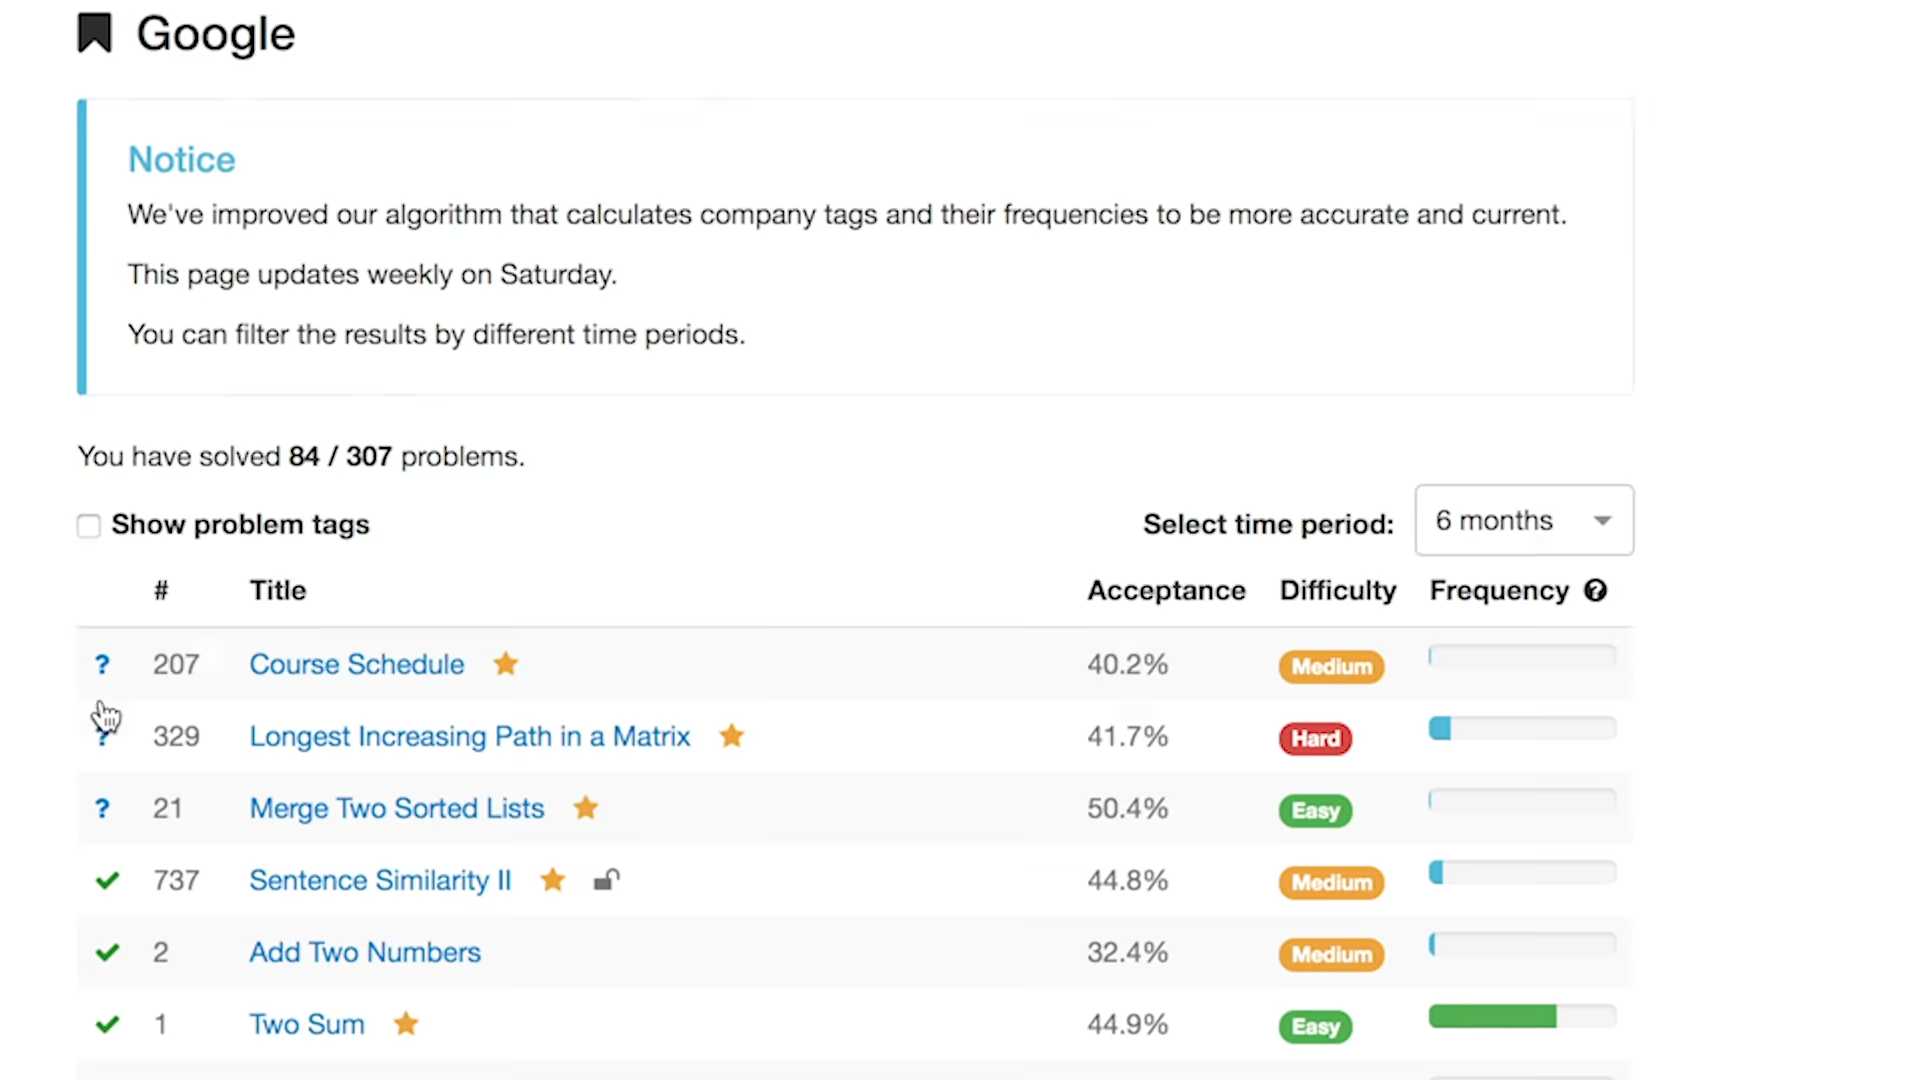 Google
Notice
We've improved our algorithm that calculates company tags and their frequencies to be more accurate and current.
This page updates weekly on Saturday.
You can filter the results by different time periods.
You have solved 84 / 307 problems.
Show problem tags Select time period: 6 months
# Title Acceptance Difficulty Frequency ?
? 207 Course Schedule 40.2% Medium
? 329 Longest Increasing Path in a Matrix 41.7% Hard
? 21 Merge Two Sorted Lists 50.4% Easy
737 Sentence Similarity II 44.8% Medium
2 Add Two Numbers 32.4% Medium
1 Two Sum 44.9% Easy